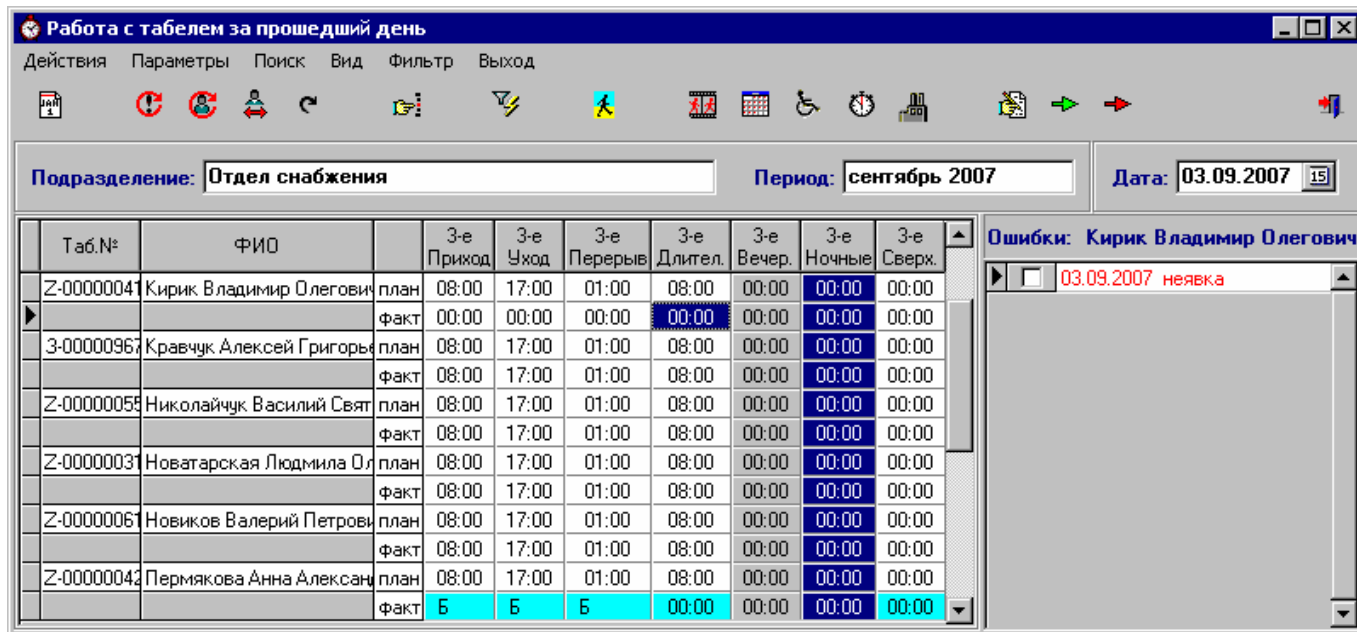 Работа с табелем за прошедший день
Действия Параметры Поиск Вид Фильтр Выход
Подразделение: Отдел снабжения Период: сентябрь 2007 Дата: 03.09.2007 15
Таб.№ ФИО 3-е Приход 3-е Уход 3-е Перерыв 3-е Длител. 3-е Вечер. 3-е Ночные 3-е Сверх.
Ошибки: Кирик Владимир Олегович
03.09.2007 неявка
Z-00000041 Кирик Владимир Олегович план 08:00 17:00 01:00 08:00 00:00 00:00 00:00
факт 00:00 00:00 00:00 00:00 00:00 00:00 00:00
З-00000967 Кравчук Алексей Григорье план 08:00 17:00 01:00 08:00 00:00 00:00 00:00
факт 08:00 17:00 01:00 08:00 00:00 00:00 00:00
Z-00000055 Николайчук Василий Свят план 08:00 17:00 01:00 08:00 00:00 00:00 00:00
факт 08:00 17:00 01:00 08:00 00:00 00:00 00:00
Z-00000031 Новатарская Людмила Ол план 08:00 17:00 01:00 08:00 00:00 00:00 00:00
факт 08:00 17:00 01:00 08:00 00:00 00:00 00:00
Z-00000061 Новиков Валерий Петрови план 08:00 17:00 01:00 08:00 00:00 00:00 00:00
факт 08:00 17:00 01:00 08:00 00:00 00:00 00:00
Z-00000042 Пермякова Анна Алексан план 08:00 17:00 01:00 08:00 00:00 00:00 00:00
факт Б Б Б 00:00 00:00 00:00 00:00